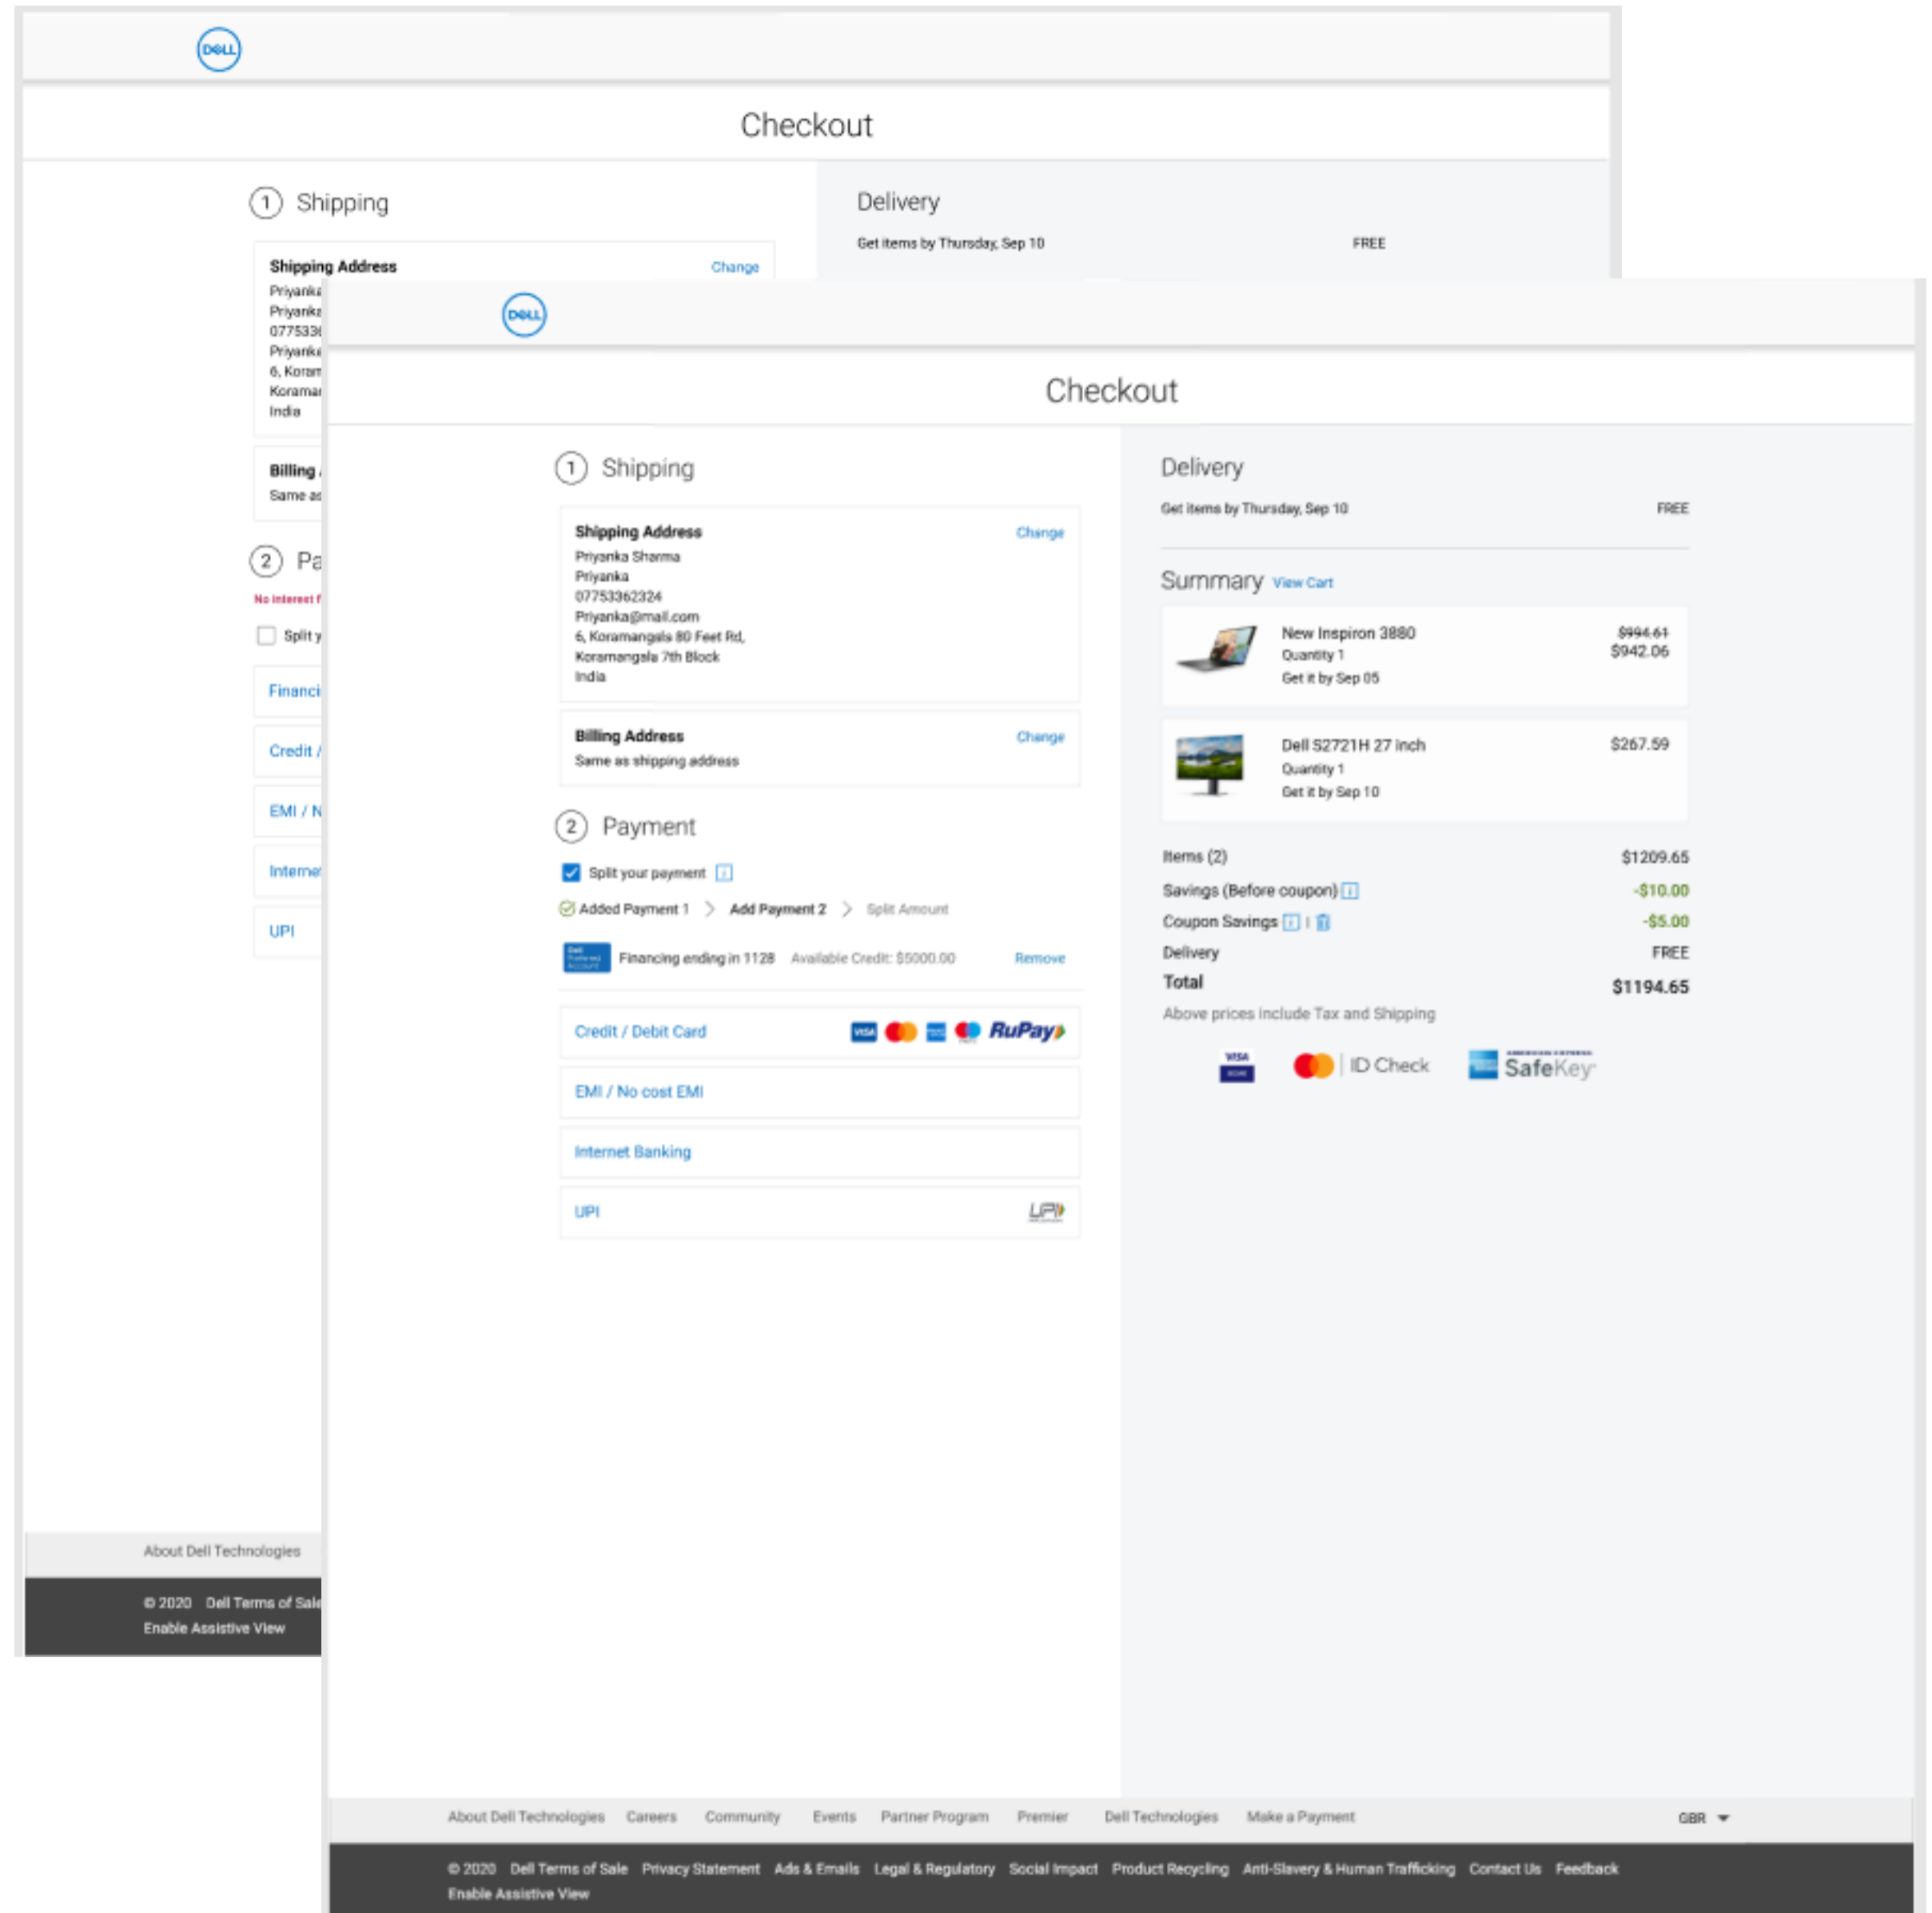 DELL
Checkout
1 Shipping
Shipping Address Change
Priyanka
Priyanka
Priyanka
India
Billing
Same as
2
No interest
Split
Credit /
EMI /
UPI
About Dell Technologies
© 2020 Dell Terms of Sale
Enable Assistive View
Delivery
Get items by Thursday, Sep 10 FREE
DELL
Checkout
1 Shipping
Shipping Address Change
Priyanka Sharma
Priyanka
07753362324
Priyanka@mail.com
6, Koramangala 80 Feet Rd,
Koramangala 7th Block
India
Billing Address Change
Same as shipping address
2 Payment
Split your payment i
Added Payment 1 > Add Payment 2 > Split Amount
Dell Preferred Account Financing ending in 1128 Available Credit: $5000.00 Remove
Credit / Debit Card VISA RuPay
EMI / No cost EMI
Internet Banking
UPI UPI
Delivery
Get items by Thursday, Sep 10 FREE
Summary View Cart
New Inspiron 3880 $994.61
Quantity 1 $942.06
Get it by Sep 05
Dell S2721H 27 inch $267.59
Quantity 1
Get it by Sep 10
Items (2) $1209.65
Savings (Before coupon) i -$10.00
Coupon Savings i | -$5.00
Delivery FREE
Total $1194.65
Above prices include Tax and Shipping
VISA ID Check AMERICAN EXPRESS SafeKey
About Dell Technologies Careers Community Events Partner Program Premier Dell Technologies Make a Payment GBR
© 2020 Dell Terms of Sale Privacy Statement Ads & Emails Legal & Regulatory Social Impact Product Recycling Anti-Slavery & Human Trafficking Contact Us Feedback
Enable Assistive View